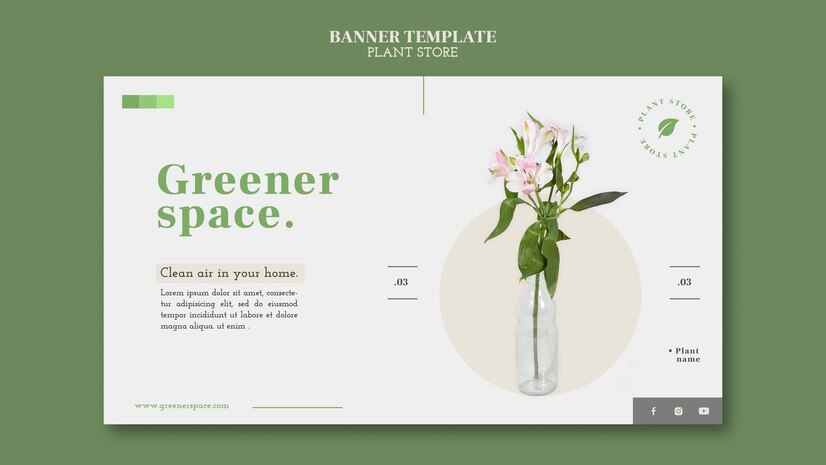 BANNER TEMPLATE
PLANT STORE
• PLANT STORE • PLANT STORE
Greener
space.
Clean air in your home.
Lorem ipsum dolor sit amet, consecte-
tur adipisicing elit, sed do eiusmod
tempor incididunt ut labore et dolore
magna aliqua. ut enim .
.03
.03
• Plant
name
www.greenerspace.com